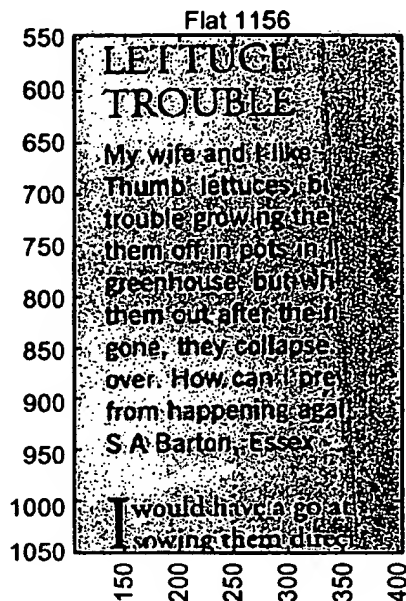 Flat 1156
550
600
650
700
750
800
850
900
950
1000
1050
LETTUCE
TROUBLE
My wife and I like
Thumb lettuces, bu
trouble growing the
them off in pots in
greenhouse, but wh
them out after the
gone, they collapse
over. How can I pre
from happening agai
S A Barton, Essex
I would have a go at
sowing them direc
150
200
250
300
350
400